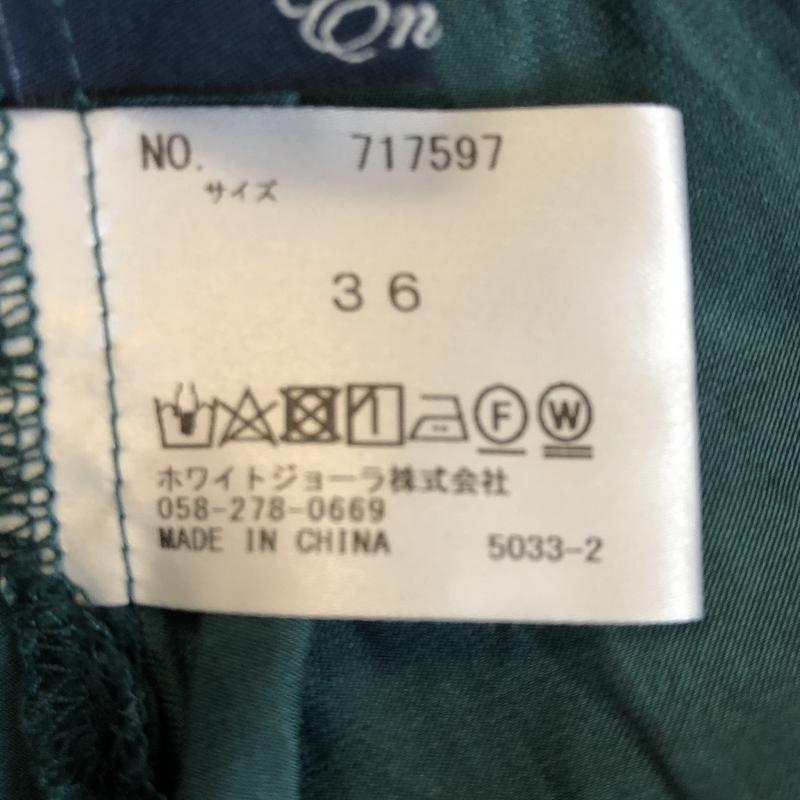 Qn
NO. 717597
サイズ
36
F W
ホワイトジョーラ株式会社
058-278-0669
MADE IN CHINA 5033-2